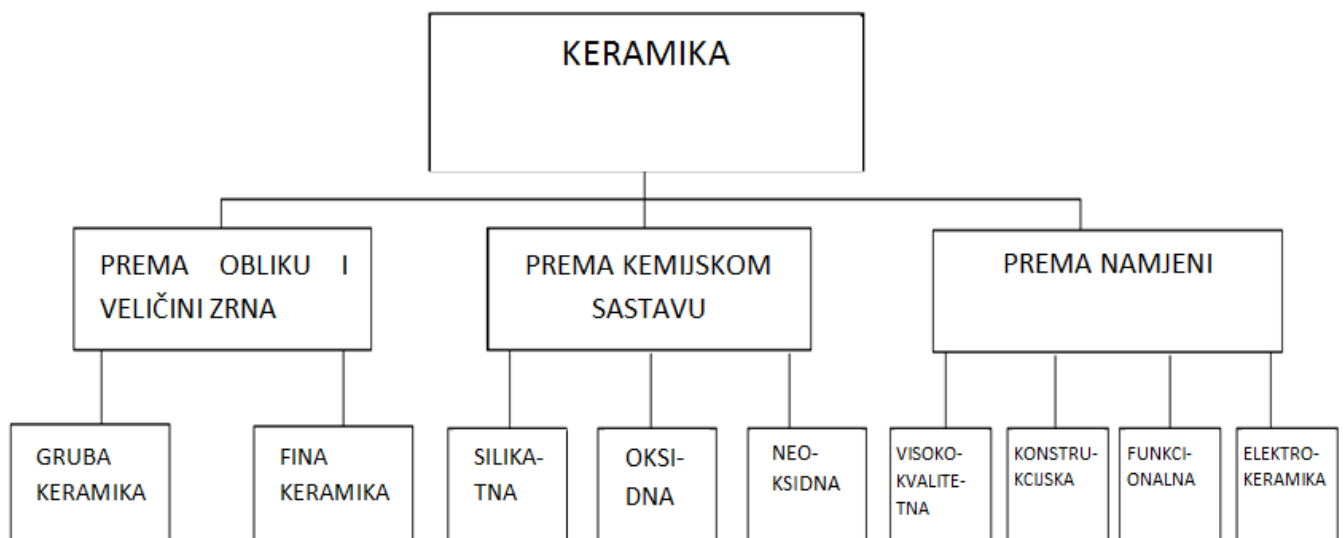 KERAMIKA
PREMA OBLIKU I
VELIČINI ZRNA
PREMA KEMIJSKOM
SASTAVU
PREMA NAMJENI
GRUBA
KERAMIKA
FINA
KERAMIKA
SILIKA-
TNA
OKSI-
DNA
NEO-
KSIDNA
VISOKO-
KVALITE-
TNA
KONSTRU-
KCIJSKA
FUNKCI-
ONALNA
ELEKTRO-
KERAMIKA